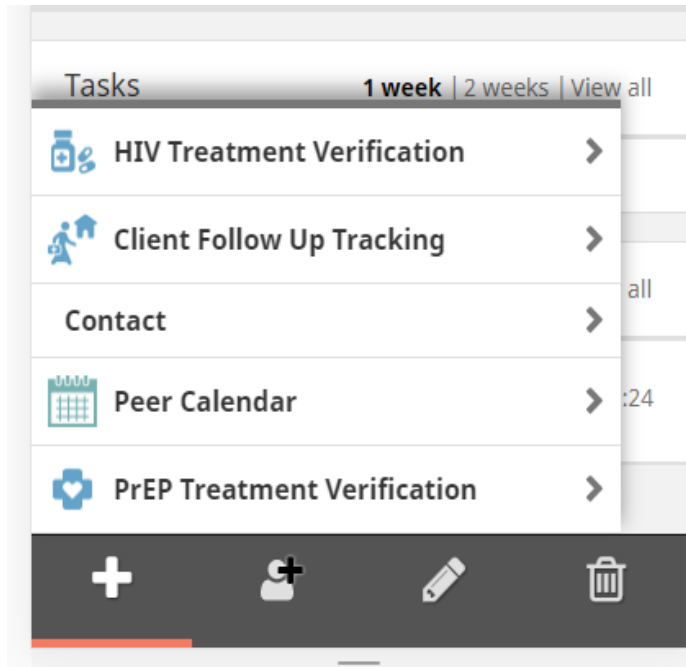 Tasks 1 week | 2 weeks | View all
HIV Treatment Verification
Client Follow Up Tracking
all
Contact
Peer Calendar
:24
PrEP Treatment Verification